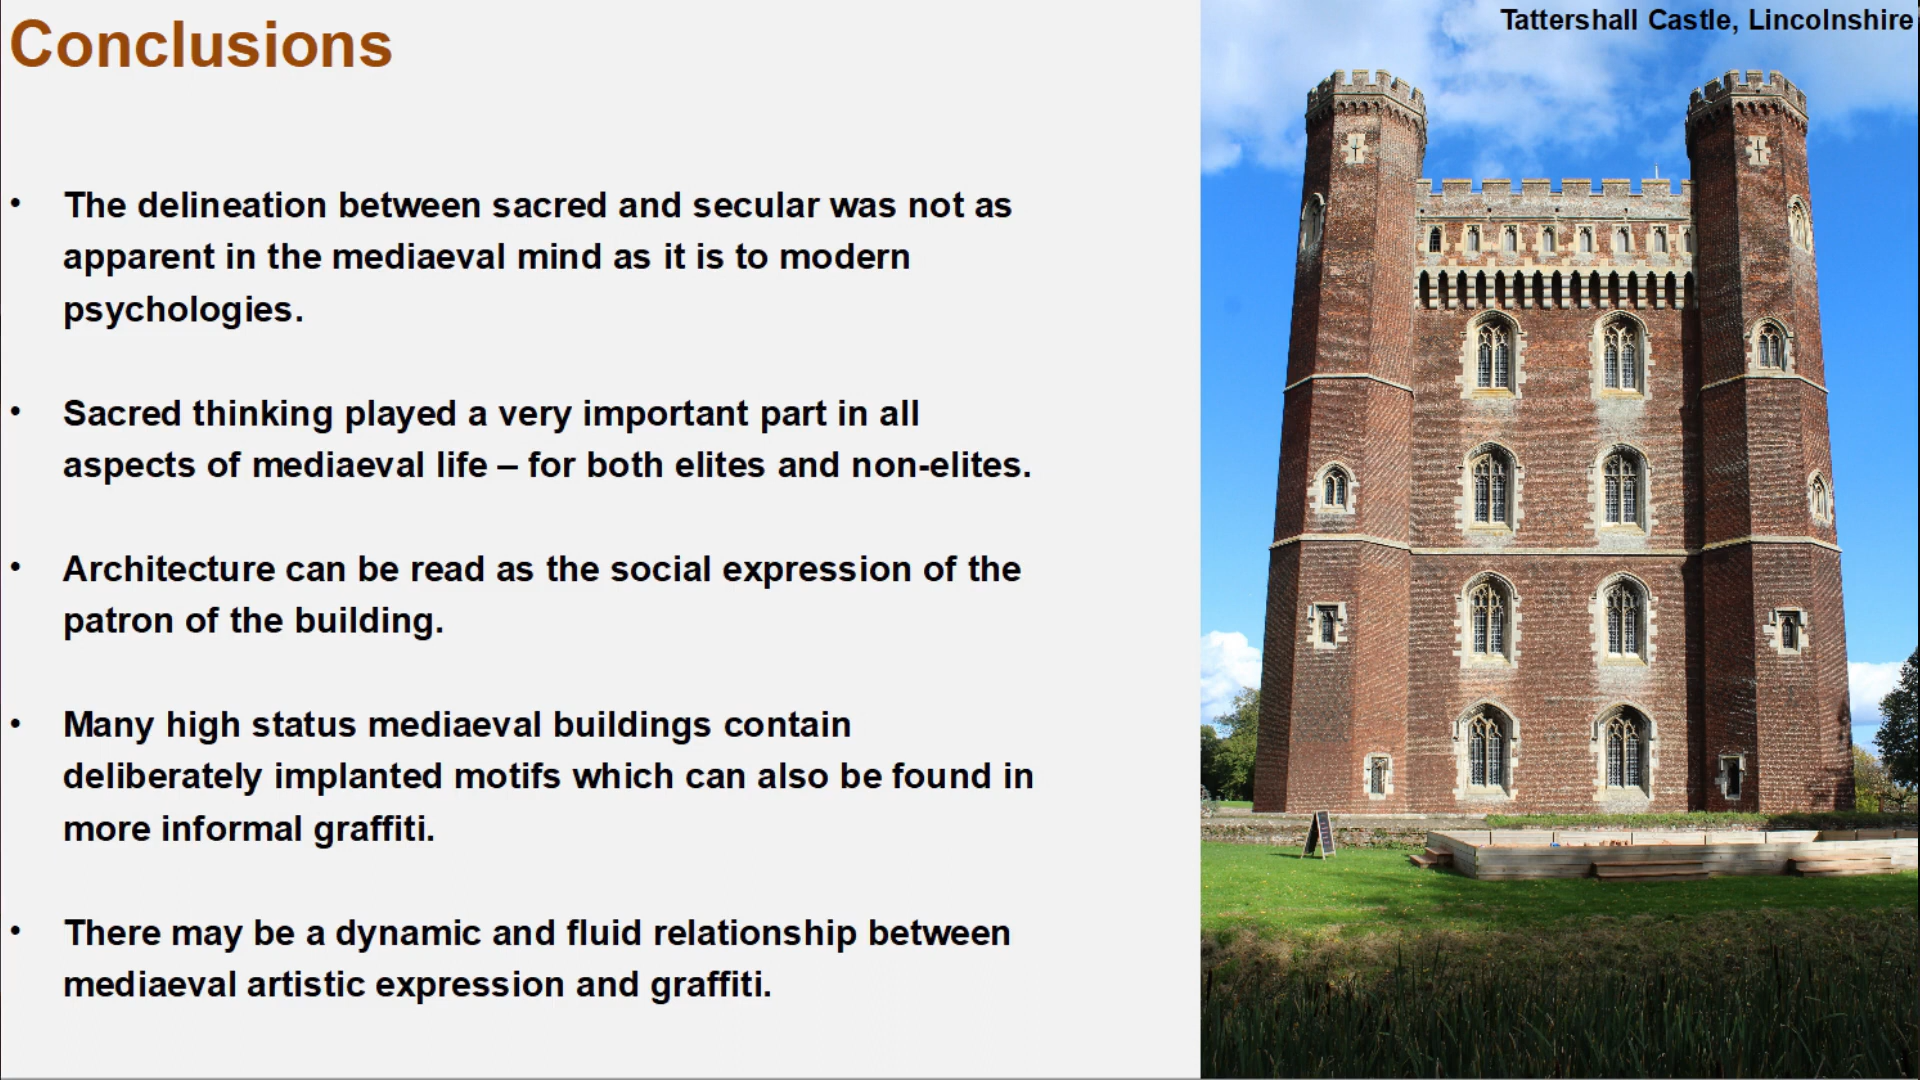 Conclusions
Tattershall Castle, Lincolnshire
• The delineation between sacred and secular was not as
apparent in the mediaeval mind as it is to modern
psychologies.
• Sacred thinking played a very important part in all
aspects of mediaeval life – for both elites and non-elites.
• Architecture can be read as the social expression of the
patron of the building.
• Many high status mediaeval buildings contain
deliberately implanted motifs which can also be found in
more informal graffiti.
• There may be a dynamic and fluid relationship between
mediaeval artistic expression and graffiti.